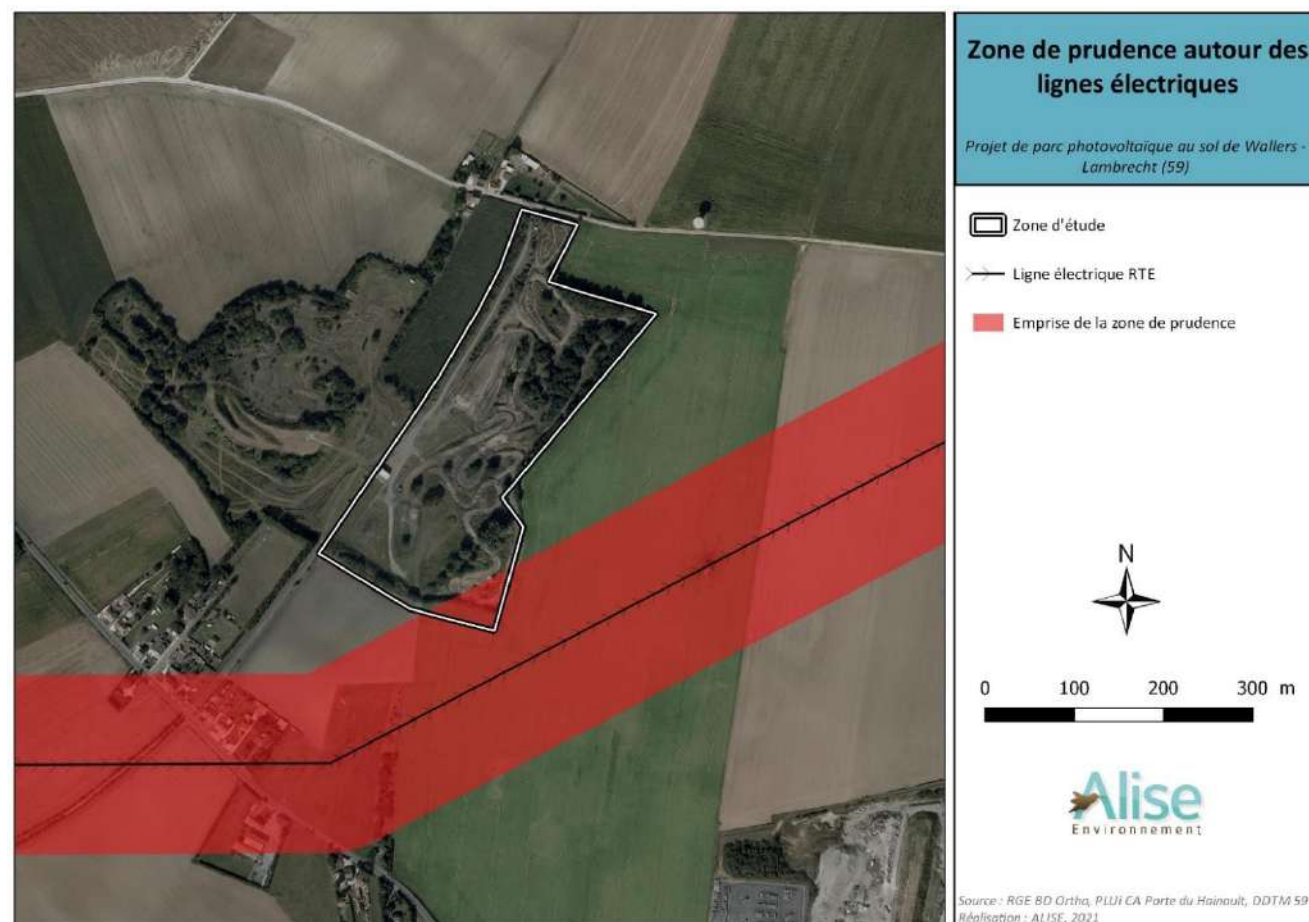 Zone de prudence autour des
lignes électriques
Projet de parc photovoltaïque au sol de Wallers -
Lambrecht (59)
Zone d'étude
Ligne électrique RTE
Emprise de la zone de prudence
N
0 100 200 300 m
Alise
Environnement
Source : RGE BD Ortho, PLUi CA Porte du Hainault, DDTM 59
Réalisation : ALISE, 2021